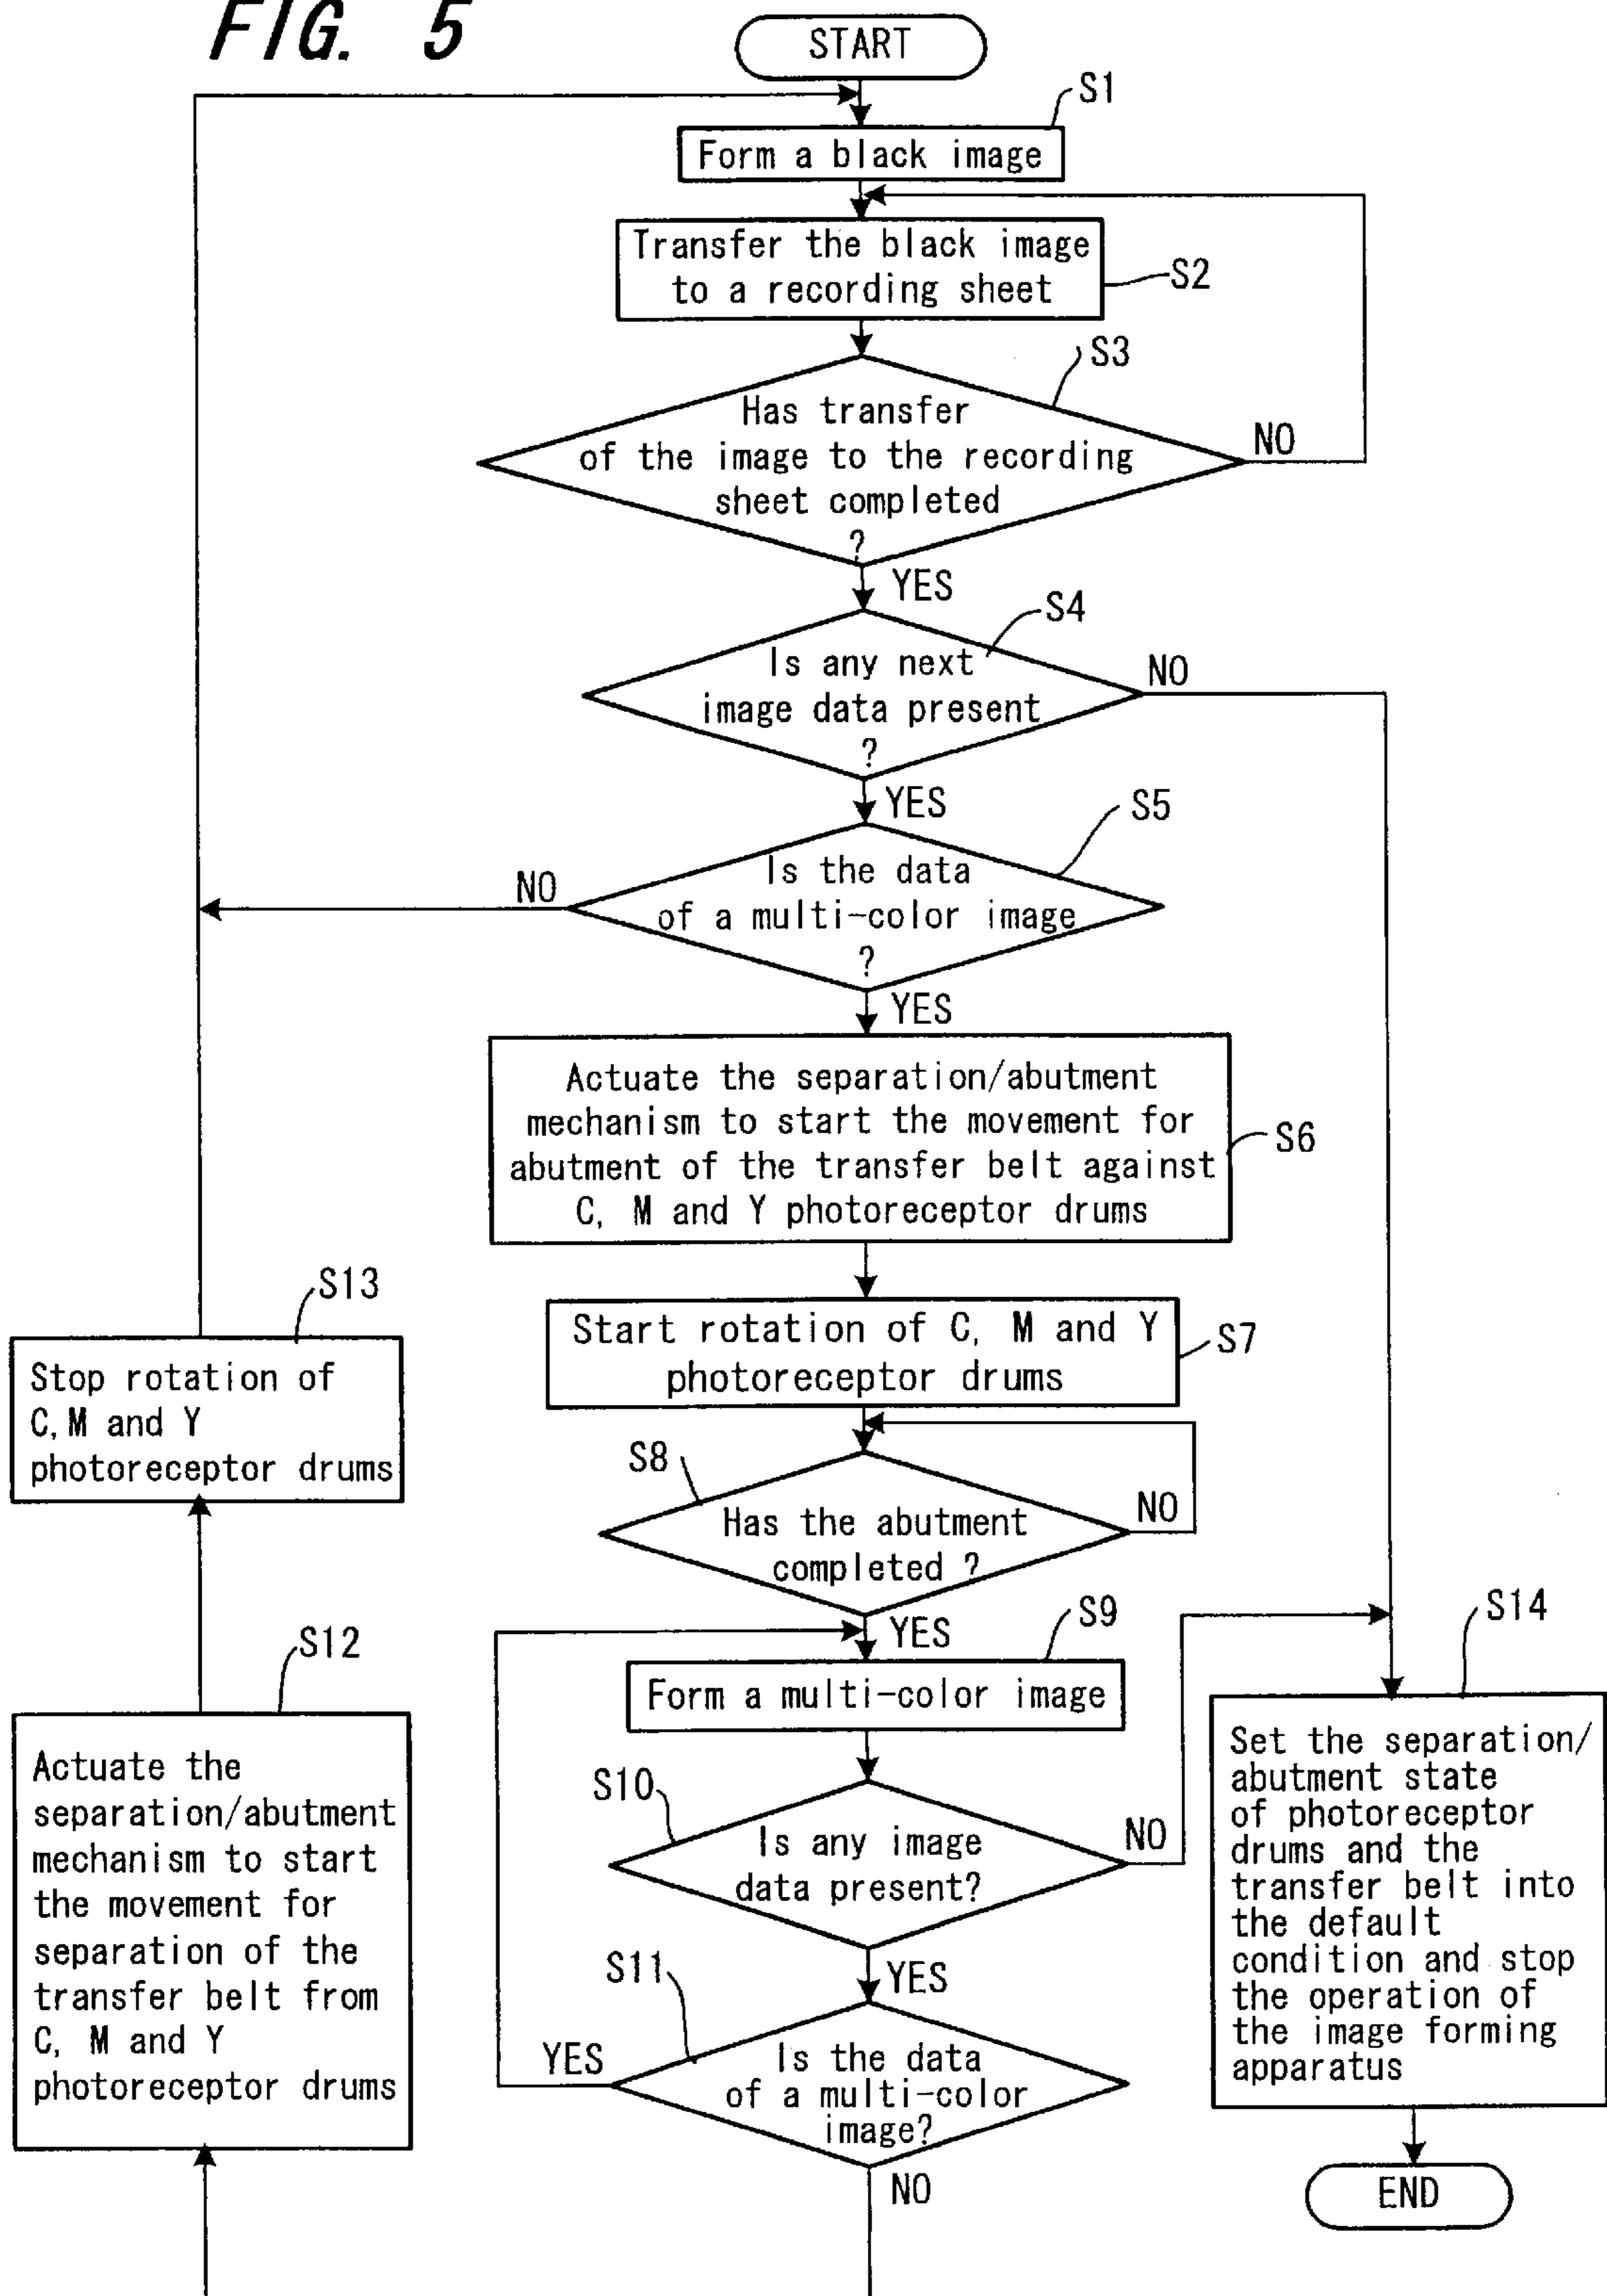 FIG. 5
START
S1
Form a black image
Transfer the black image
to a recording sheet
S2
S3
Has transfer
of the image to the recording
sheet completed
?
NO
YES
S4
Is any next
image data present
?
NO
YES
S5
Is the data
of a multi-color image
?
NO
YES
Actuate the separation/abutment
mechanism to start the movement for
abutment of the transfer belt against
C, M and Y photoreceptor drums
S6
Start rotation of C, M and Y
photoreceptor drums
S7
S8
Has the abutment
completed ?
NO
YES
S9
Form a multi-color image
S10
Is any image
data present?
NO
YES
S11
Is the data
of a multi-color
image?
YES
NO
S12
Actuate the
separation/abutment
mechanism to start
the movement for
separation of the
transfer belt from
C, M and Y
photoreceptor drums
S13
Stop rotation of
C, M and Y
photoreceptor drums
S14
Set the separation/
abutment state
of photoreceptor
drums and the
transfer belt into
the default
condition and stop
the operation of
the image forming
apparatus
END